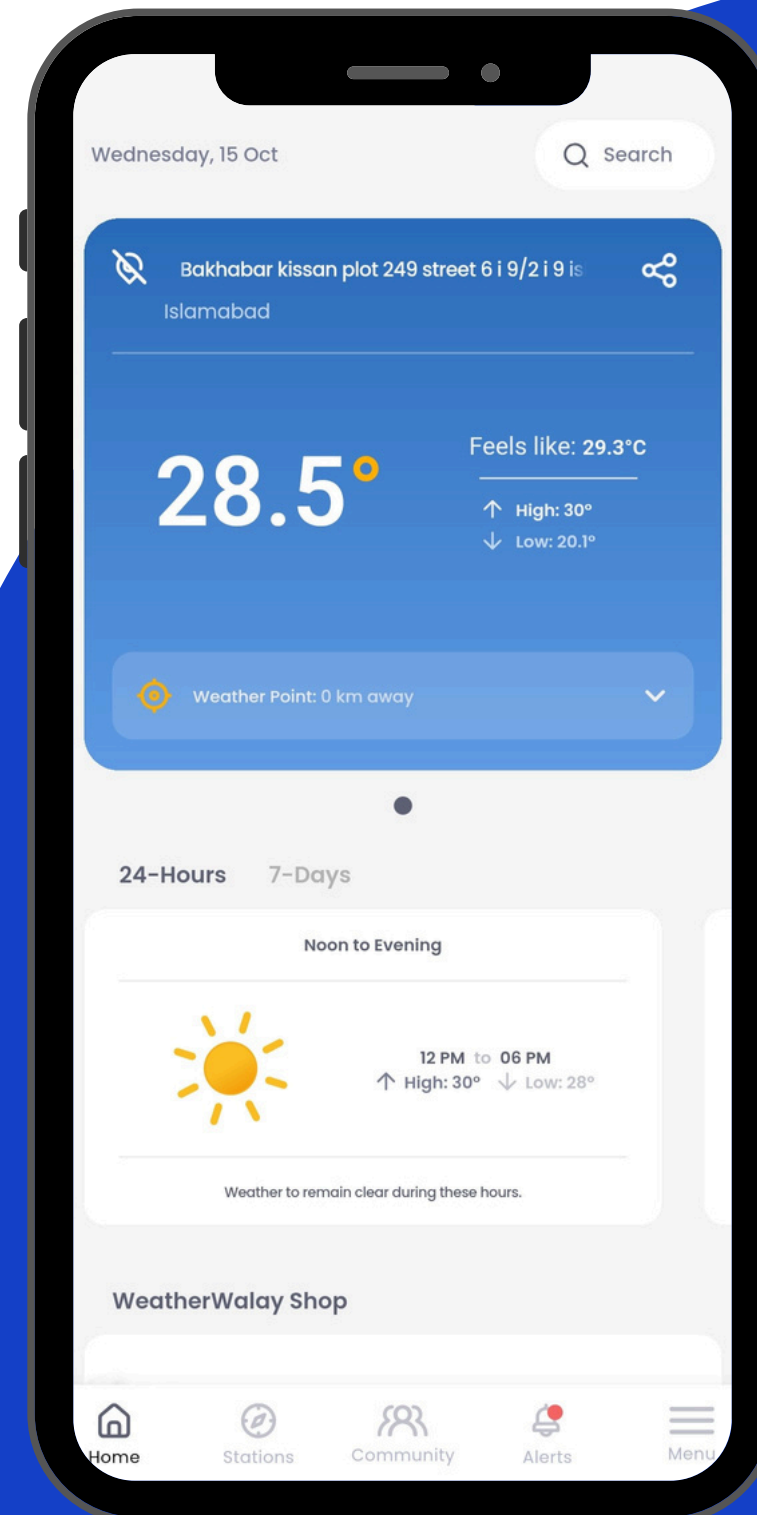 Wednesday, 15 Oct
Search
Bakhabar kissan plot 249 street 6 i 9/2 i 9 is
Islamabad
28.5°
Feels like: 29.3°C
High: 30°
Low: 20.1°
Weather Point: 0 km away
24-Hours 7-Days
Noon to Evening
12 PM to 06 PM
High: 30° Low: 28°
Weather to remain clear during these hours.
WeatherWalay Shop
Home Stations Community Alerts Menu